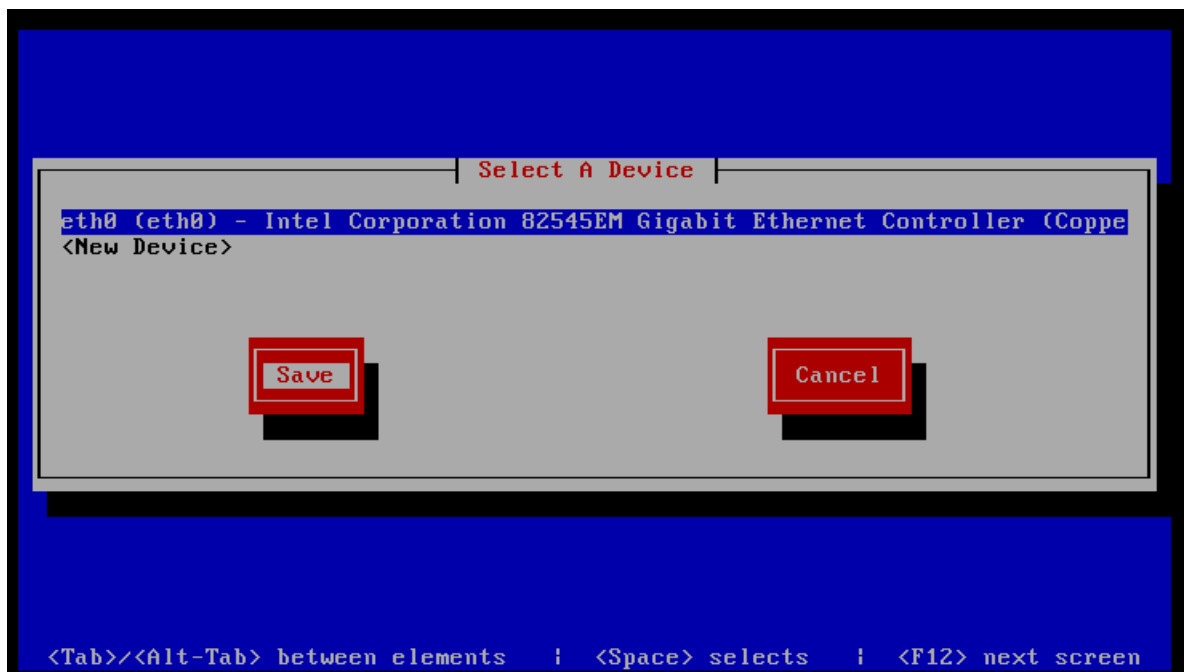 Select A Device
eth0 (eth0) - Intel Corporation 82545EM Gigabit Ethernet Controller (Coppe
<New Device>
Save Cancel
<Tab>/<Alt-Tab> between elements | <Space> selects | <F12> next screen